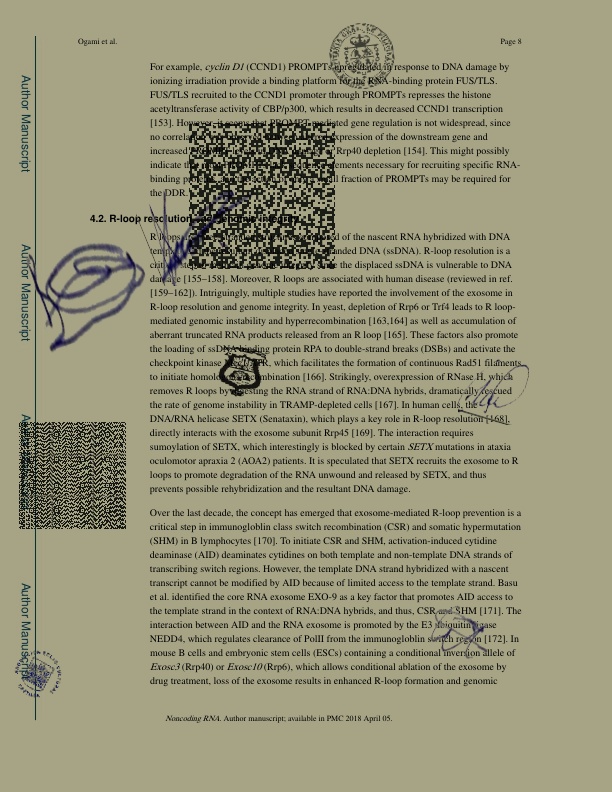 Ogami et al. Page 8
For example, cyclin D1 (CCND1) PROMPTs upregulated in response to DNA damage by
ionizing irradiation provide a binding platform for the RNA-binding protein FUS/TLS.
FUS/TLS recruited to the CCND1 promoter through PROMPTs represses the histone
acetyltransferase activity of CBP/p300, which results in decreased CCND1 transcription
[153]. However, it seems that PROMPT-mediated gene regulation is not widespread, since
no expression of the downstream gene and
increased Rrp40 depletion [154]. This might possibly
indicate elements necessary for recruiting specific RNA-
binding fraction of PROMPTs may be required for
the DDR.
4.2. R-loop resolution
R loops of the nascent RNA hybridized with DNA
(ssDNA). R-loop resolution is a
the displaced ssDNA is vulnerable to DNA
damage [155–158]. Moreover, R loops are associated with human disease (reviewed in ref.
[159–162]). Intriguingly, multiple studies have reported the involvement of the exosome in
R-loop resolution and genome integrity. In yeast, depletion of Rrp6 or Trf4 leads to R loop-
mediated genomic instability and hyperrecombination [163,164] as well as accumulation of
aberrant truncated RNA products released from an R loop [165]. These factors also promote
the loading of ssDNA binding protein RPA to double-strand breaks (DSBs) and activate the
checkpoint kinase which facilitates the formation of continuous Rad51 filaments
to initiate homologous recombination [166]. Strikingly, overexpression of RNase H, which
removes R loops by digesting the RNA strand of RNA:DNA hybrids, dramatically rescued
the rate of genome instability in TRAMP-depleted cells [167]. In human cells, the
DNA/RNA helicase SETX (Senataxin), which plays a key role in R-loop resolution [168],
directly interacts with the exosome subunit Rrp45 [169]. The interaction requires
sumoylation of SETX, which interestingly is blocked by certain SETX mutations in ataxia
oculomotor apraxia 2 (AOA2) patients. It is speculated that SETX recruits the exosome to R
loops to promote degradation of the RNA unwound and released by SETX, and thus
prevents possible rehybridization and the resultant DNA damage.
Over the last decade, the concept has emerged that exosome-mediated R-loop prevention is a
critical step in immunoglobin class switch recombination (CSR) and somatic hypermutation
(SHM) in B lymphocytes [170]. To initiate CSR and SHM, activation-induced cytidine
deaminase (AID) deaminates cytidines on both template and non-template DNA strands of
transcribing switch regions. However, the template DNA strand hybridized with a nascent
transcript cannot be modified by AID because of limited access to the template strand. Basu
et al. identified the core RNA exosome EXO-9 as a key factor that promotes AID access to
the template strand in the context of RNA:DNA hybrids, and thus, CSR and SHM [171]. The
interaction between AID and the RNA exosome is promoted by the E3 ubiquitin ligase
NEDD4, which regulates clearance of PolII from the immunoglobin switch region [172]. In
mouse B cells and embryonic stem cells (ESCs) containing a conditional inversion allele of
Exosc3 (Rrp40) or Exosc10 (Rrp6), which allows conditional ablation of the exosome by
drug treatment, loss of the exosome results in enhanced R-loop formation and genomic
Noncoding RNA. Author manuscript; available in PMC 2018 April 05.
Author Manuscript
Author Manuscript
Author Manuscript